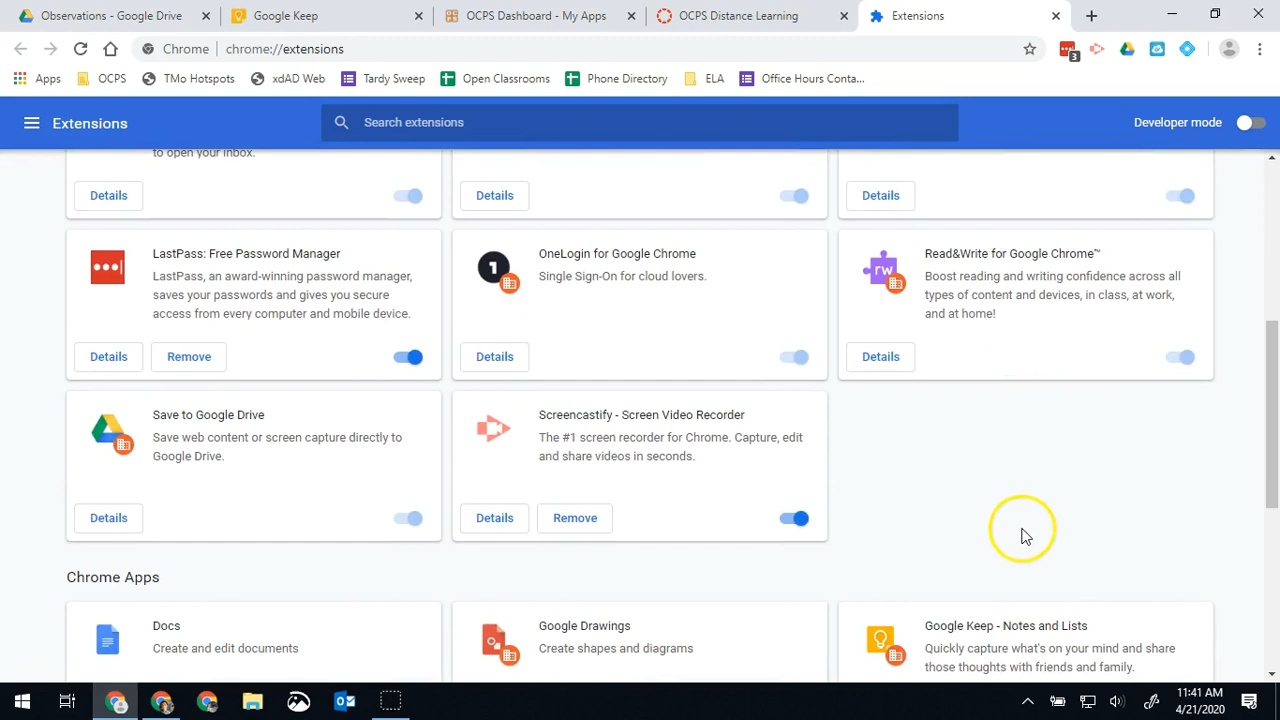 Observations - Google Drive
Google Keep
OCPS Dashboard - My Apps
OCPS Distance Learning
Extensions
Chrome
chrome://extensions
3
Apps
OCPS
TMo Hotspots
xdAD Web
Tardy Sweep
Open Classrooms
Phone Directory
ELA
Office Hours Conta...
Extensions
Search extensions
Developer mode
to open your inbox.
Details
Details
Details
LastPass: Free Password Manager
LastPass, an award-winning password manager,
saves your passwords and gives you secure
access from every computer and mobile device.
Details
Remove
1
OneLogin for Google Chrome
Single Sign-On for cloud lovers.
Details
rw
Read&Write for Google Chrome™
Boost reading and writing confidence across all
types of content and devices, in class, at work,
and at home!
Details
Save to Google Drive
Save web content or screen capture directly to
Google Drive.
Details
Screencastify - Screen Video Recorder
The #1 screen recorder for Chrome. Capture, edit
and share videos in seconds.
Details
Remove
Chrome Apps
Docs
Create and edit documents
Google Drawings
Create shapes and diagrams
Google Keep - Notes and Lists
Quickly capture what's on your mind and share
those thoughts with friends and family.
11:41 AM
4/21/2020